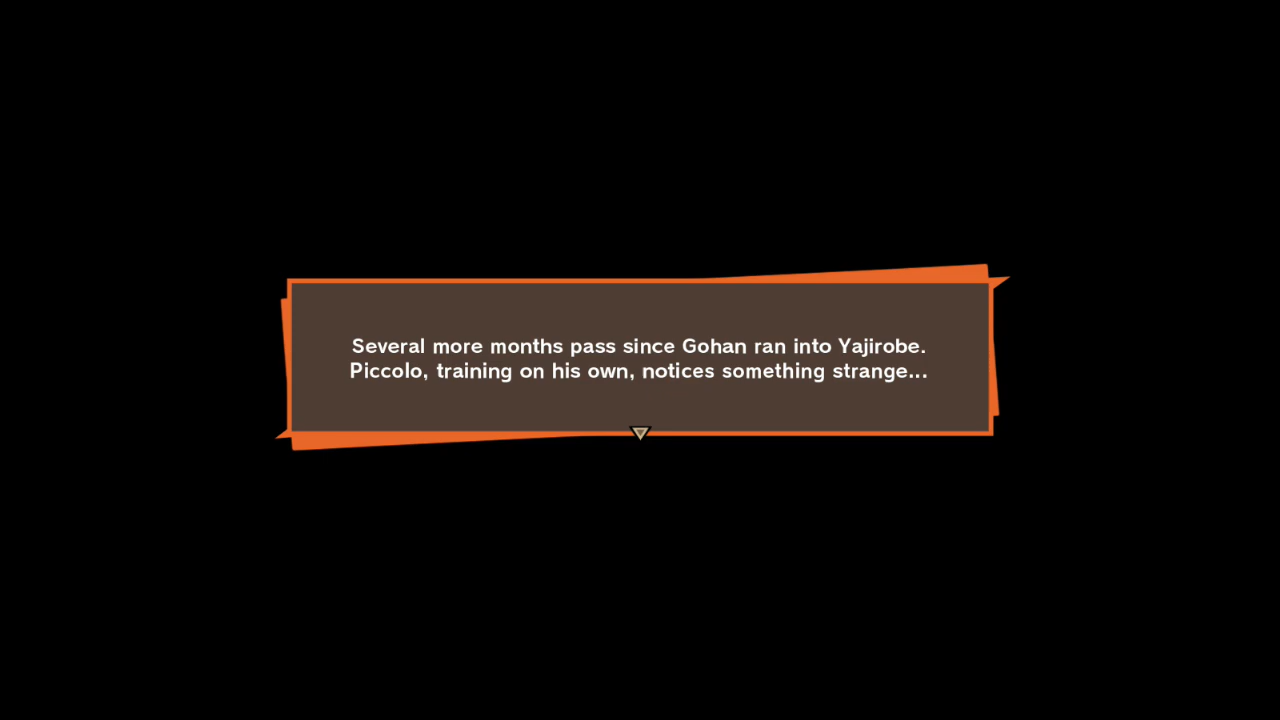 Several more months pass since Gohan ran into Yajirobe.
Piccolo, training on his own, notices something strange...